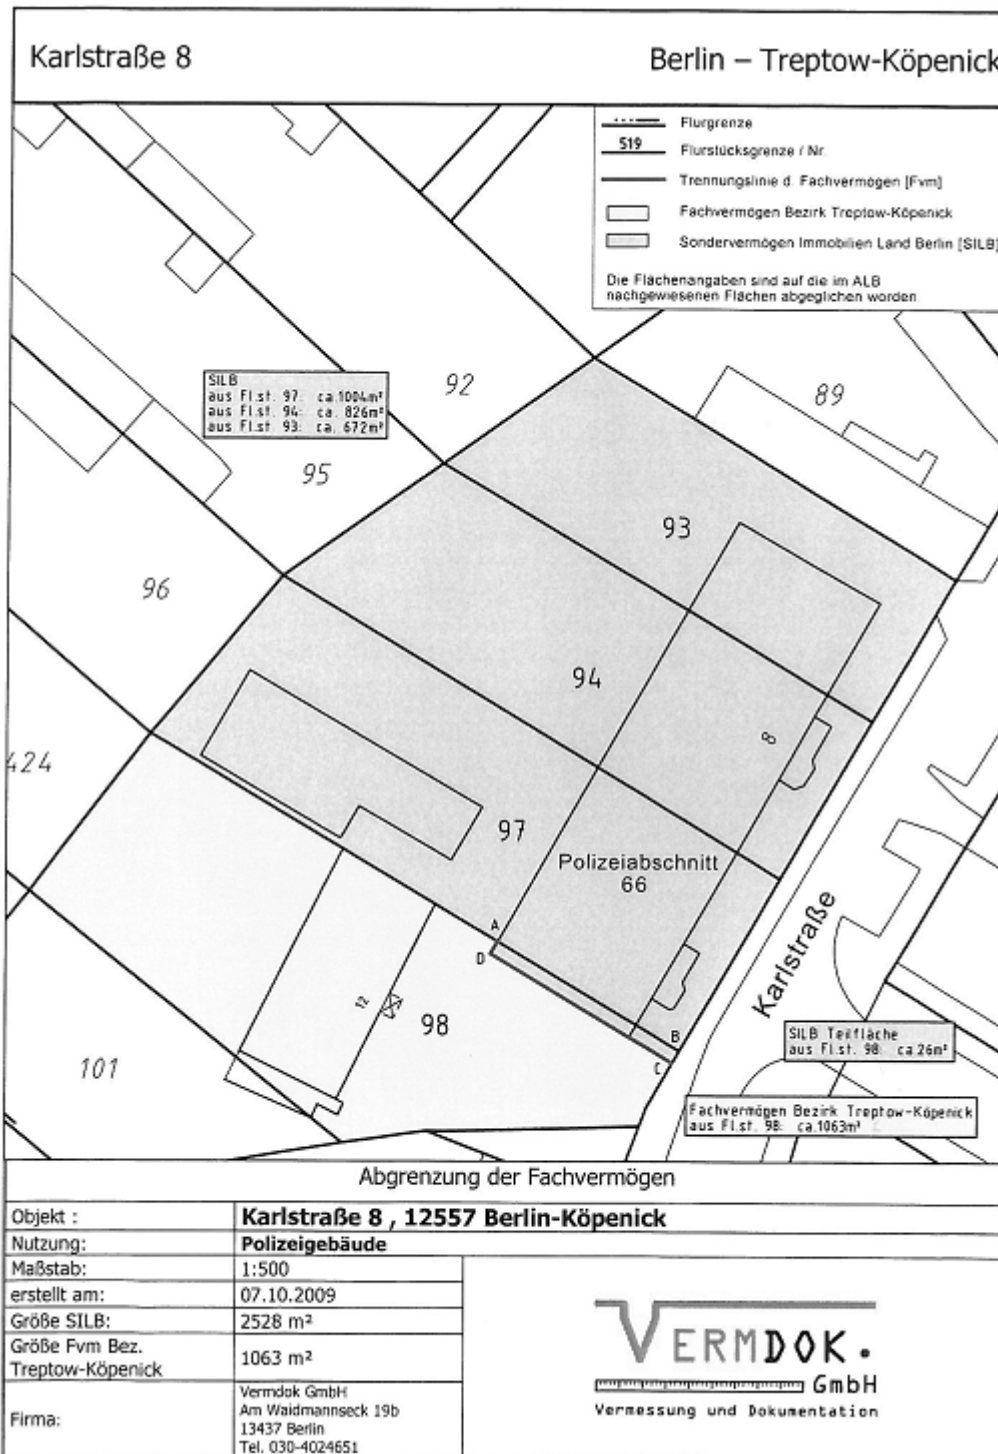 Karlstraße 8
Berlin – Treptow-Köpenick
Flurgrenze
519 Flurstücksgrenze / Nr.
Trennungslinie d. Fachvermögen [Fvm]
Fachvermögen Bezirk Treptow-Köpenick
Sondervermögen Immobilien Land Berlin [SILB]
Die Flächenangaben sind auf die im ALB
nachgewiesenen Flächen abgeglichen worden
SILB
aus Fl.st. 97: ca.1004m²
aus Fl.st. 94: ca. 826m²
aus Fl.st. 93: ca. 672m²
92
89
95
93
96
94
8
424
97
Polizeiabschnitt
66
A
D
Karlstraße
12
98
B
C
101
SILB Teilfläche
aus Fl.st. 98: ca 26m²
Fachvermögen Bezirk Treptow-Köpenick
aus Fl.st. 98: ca.1063m²
Abgrenzung der Fachvermögen
Objekt : Karlstraße 8 , 12557 Berlin-Köpenick
Nutzung: Polizeigebäude
Maßstab: 1:500
erstellt am: 07.10.2009
Größe SILB: 2528 m²
Größe Fvm Bez.
Treptow-Köpenick 1063 m²
Firma:
Vermdok GmbH
Am Waidmannseck 19b
13437 Berlin
Tel. 030-4024651
VERMDOK.
GmbH
Vermessung und Dokumentation